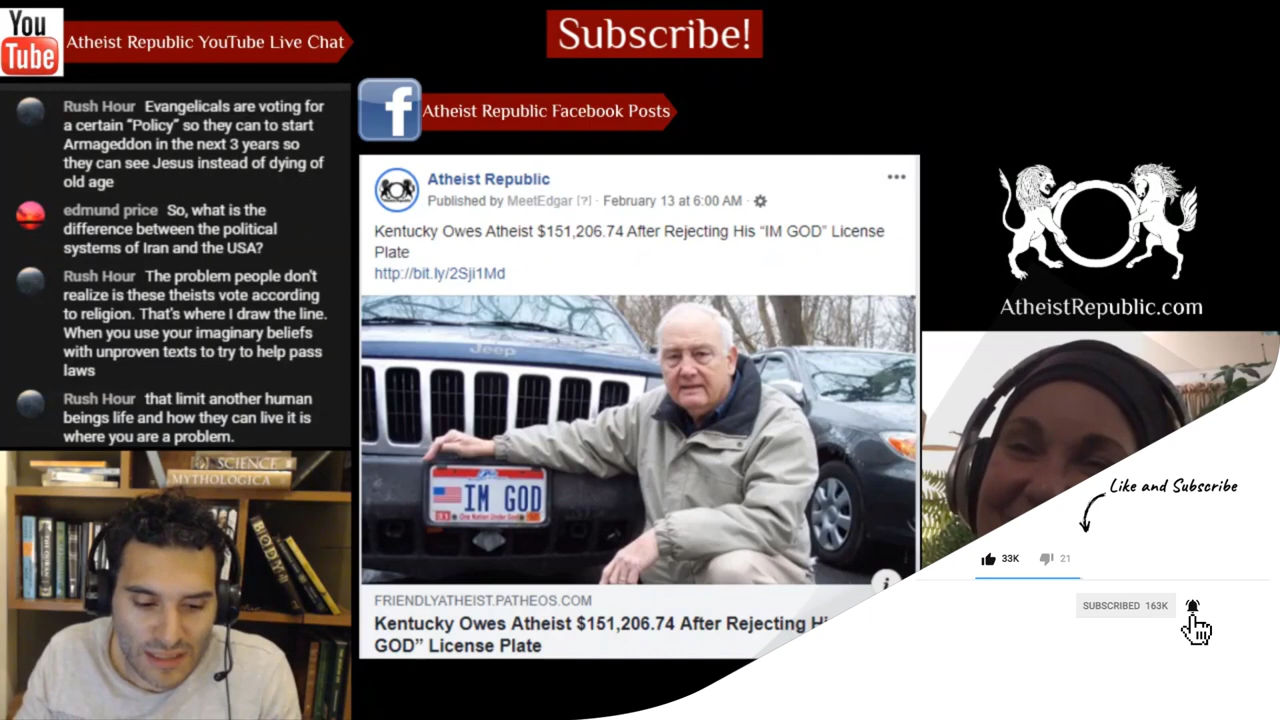 You
Tube
Atheist Republic YouTube Live Chat
Subscribe!
Rush Hour Evangelicals are voting for
a certain “Policy” so they can to start
Armageddon in the next 3 years so
they can see Jesus instead of dying of
old age
edmund price So, what is the
difference between the political
systems of Iran and the USA?
Rush Hour The problem people don't
realize is these theists vote according
to religion. That's where I draw the line.
When you use your imaginary beliefs
with unproven texts to try to help pass
laws
Rush Hour that limit another human
beings life and how they can live it is
where you are a problem.
f
Atheist Republic Facebook Posts
Atheist Republic
Published by MeetEdgar [?] · February 13 at 6:00 AM ·
Kentucky Owes Atheist $151,206.74 After Rejecting His “IM GOD” License
Plate
http://bit.ly/2Sji1Md
Jeep
IM GOD
One Nation Under God
i
FRIENDLYATHEIST.PATHEOS.COM
Kentucky Owes Atheist $151,206.74 After Rejecting Hi
GOD” License Plate
AtheistRepublic.com
Like and Subscribe
33K 21
SUBSCRIBED 163K
SCIENCE
MYTHOLOGICA